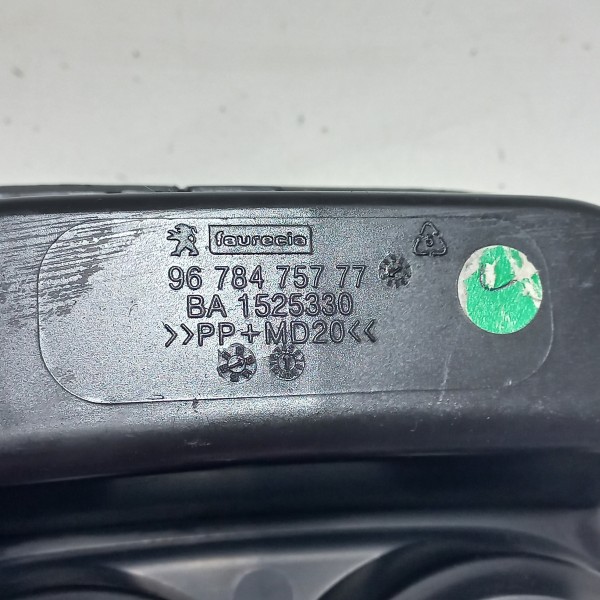 faurecia
96 784 757 77
BA 1525330
>>PP+MD20<<